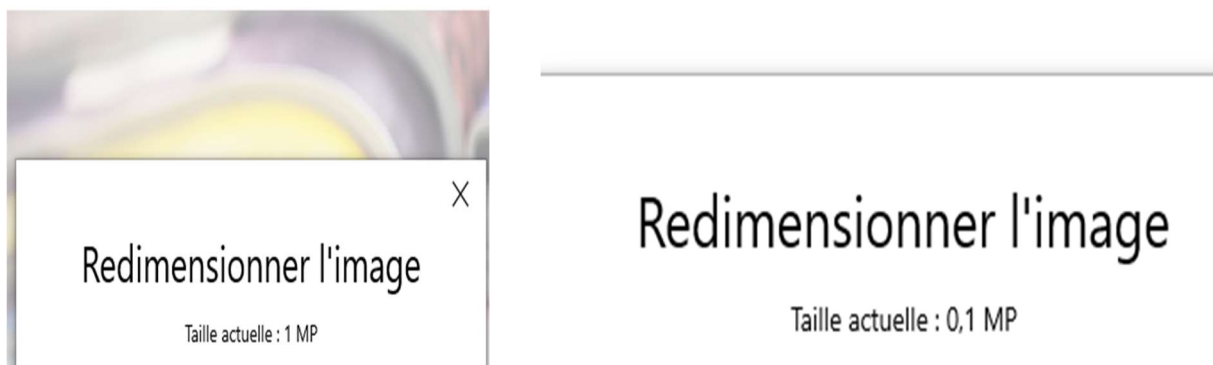 X
Redimensionner l'image
Taille actuelle : 1 MP
Redimensionner l'image
Taille actuelle : 0,1 MP